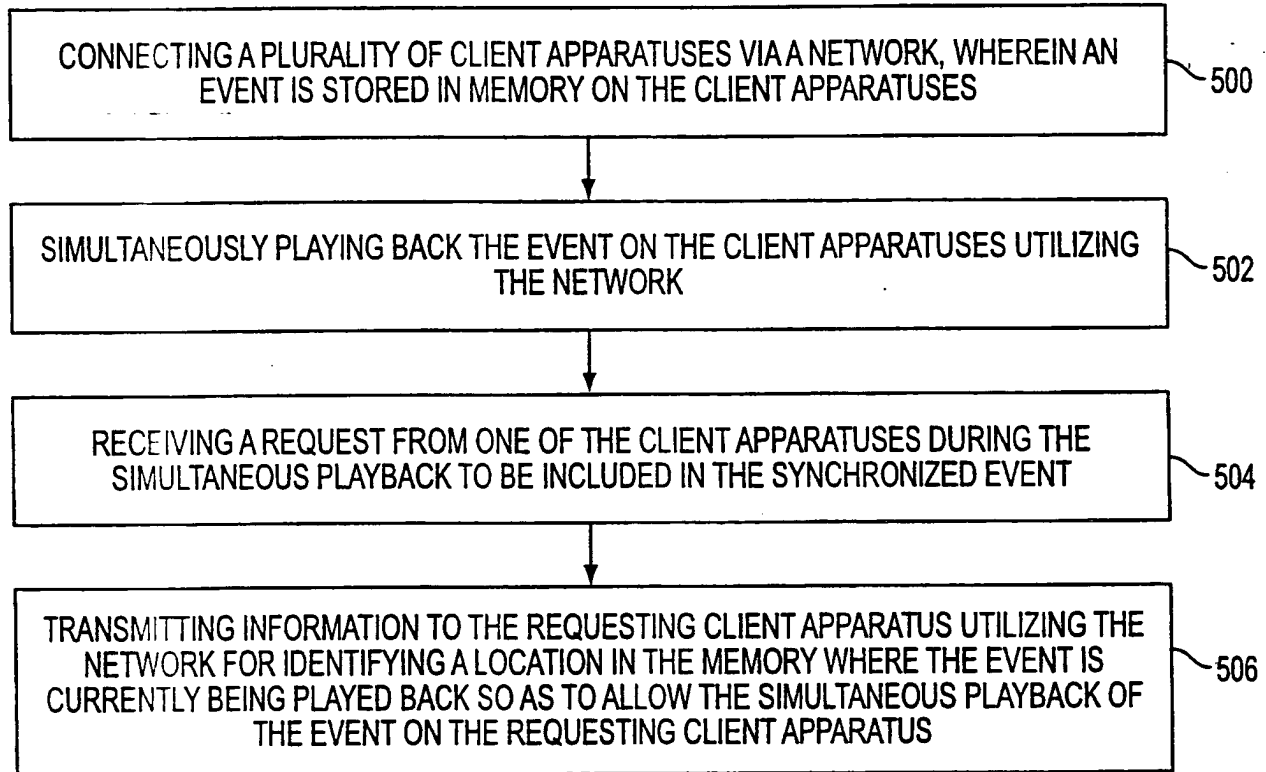 CONNECTING A PLURALITY OF CLIENT APPARATUSES VIA A NETWORK, WHEREIN AN
EVENT IS STORED IN MEMORY ON THE CLIENT APPARATUSES
500
SIMULTANEOUSLY PLAYING BACK THE EVENT ON THE CLIENT APPARATUSES UTILIZING
THE NETWORK
502
RECEIVING A REQUEST FROM ONE OF THE CLIENT APPARATUSES DURING THE
SIMULTANEOUS PLAYBACK TO BE INCLUDED IN THE SYNCHRONIZED EVENT
504
TRANSMITTING INFORMATION TO THE REQUESTING CLIENT APPARATUS UTILIZING THE
NETWORK FOR IDENTIFYING A LOCATION IN THE MEMORY WHERE THE EVENT IS
CURRENTLY BEING PLAYED BACK SO AS TO ALLOW THE SIMULTANEOUS PLAYBACK OF
THE EVENT ON THE REQUESTING CLIENT APPARATUS
506